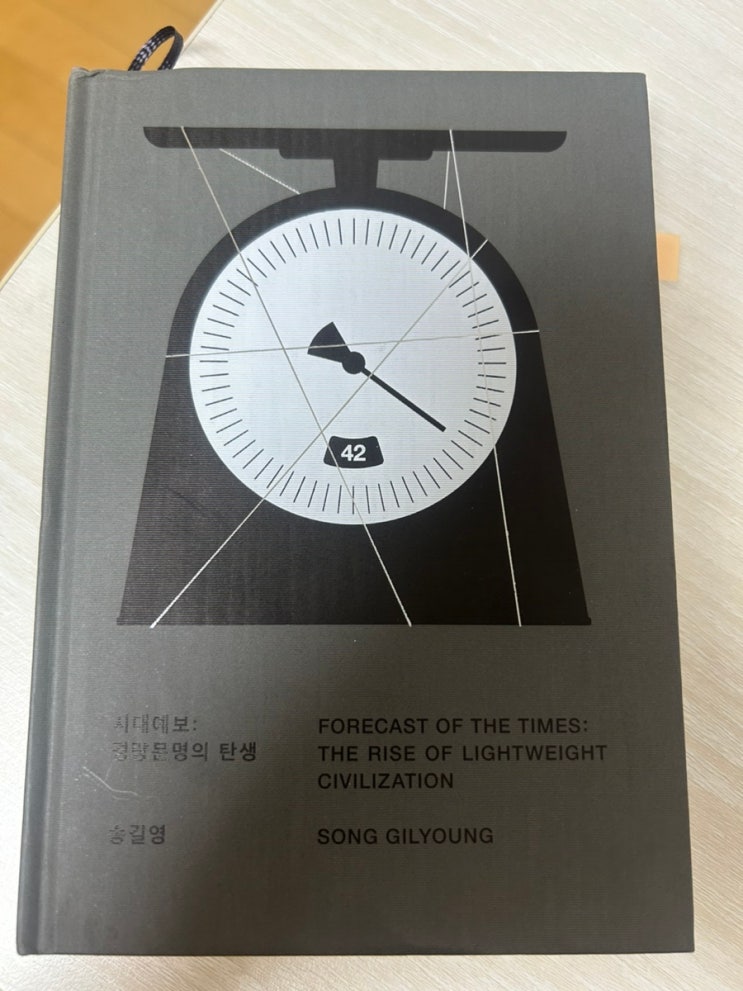 42
시대예보:
경량문명의 탄생
송길영
FORECAST OF THE TIMES:
THE RISE OF LIGHTWEIGHT
CIVILIZATION
SONG GILYOUNG